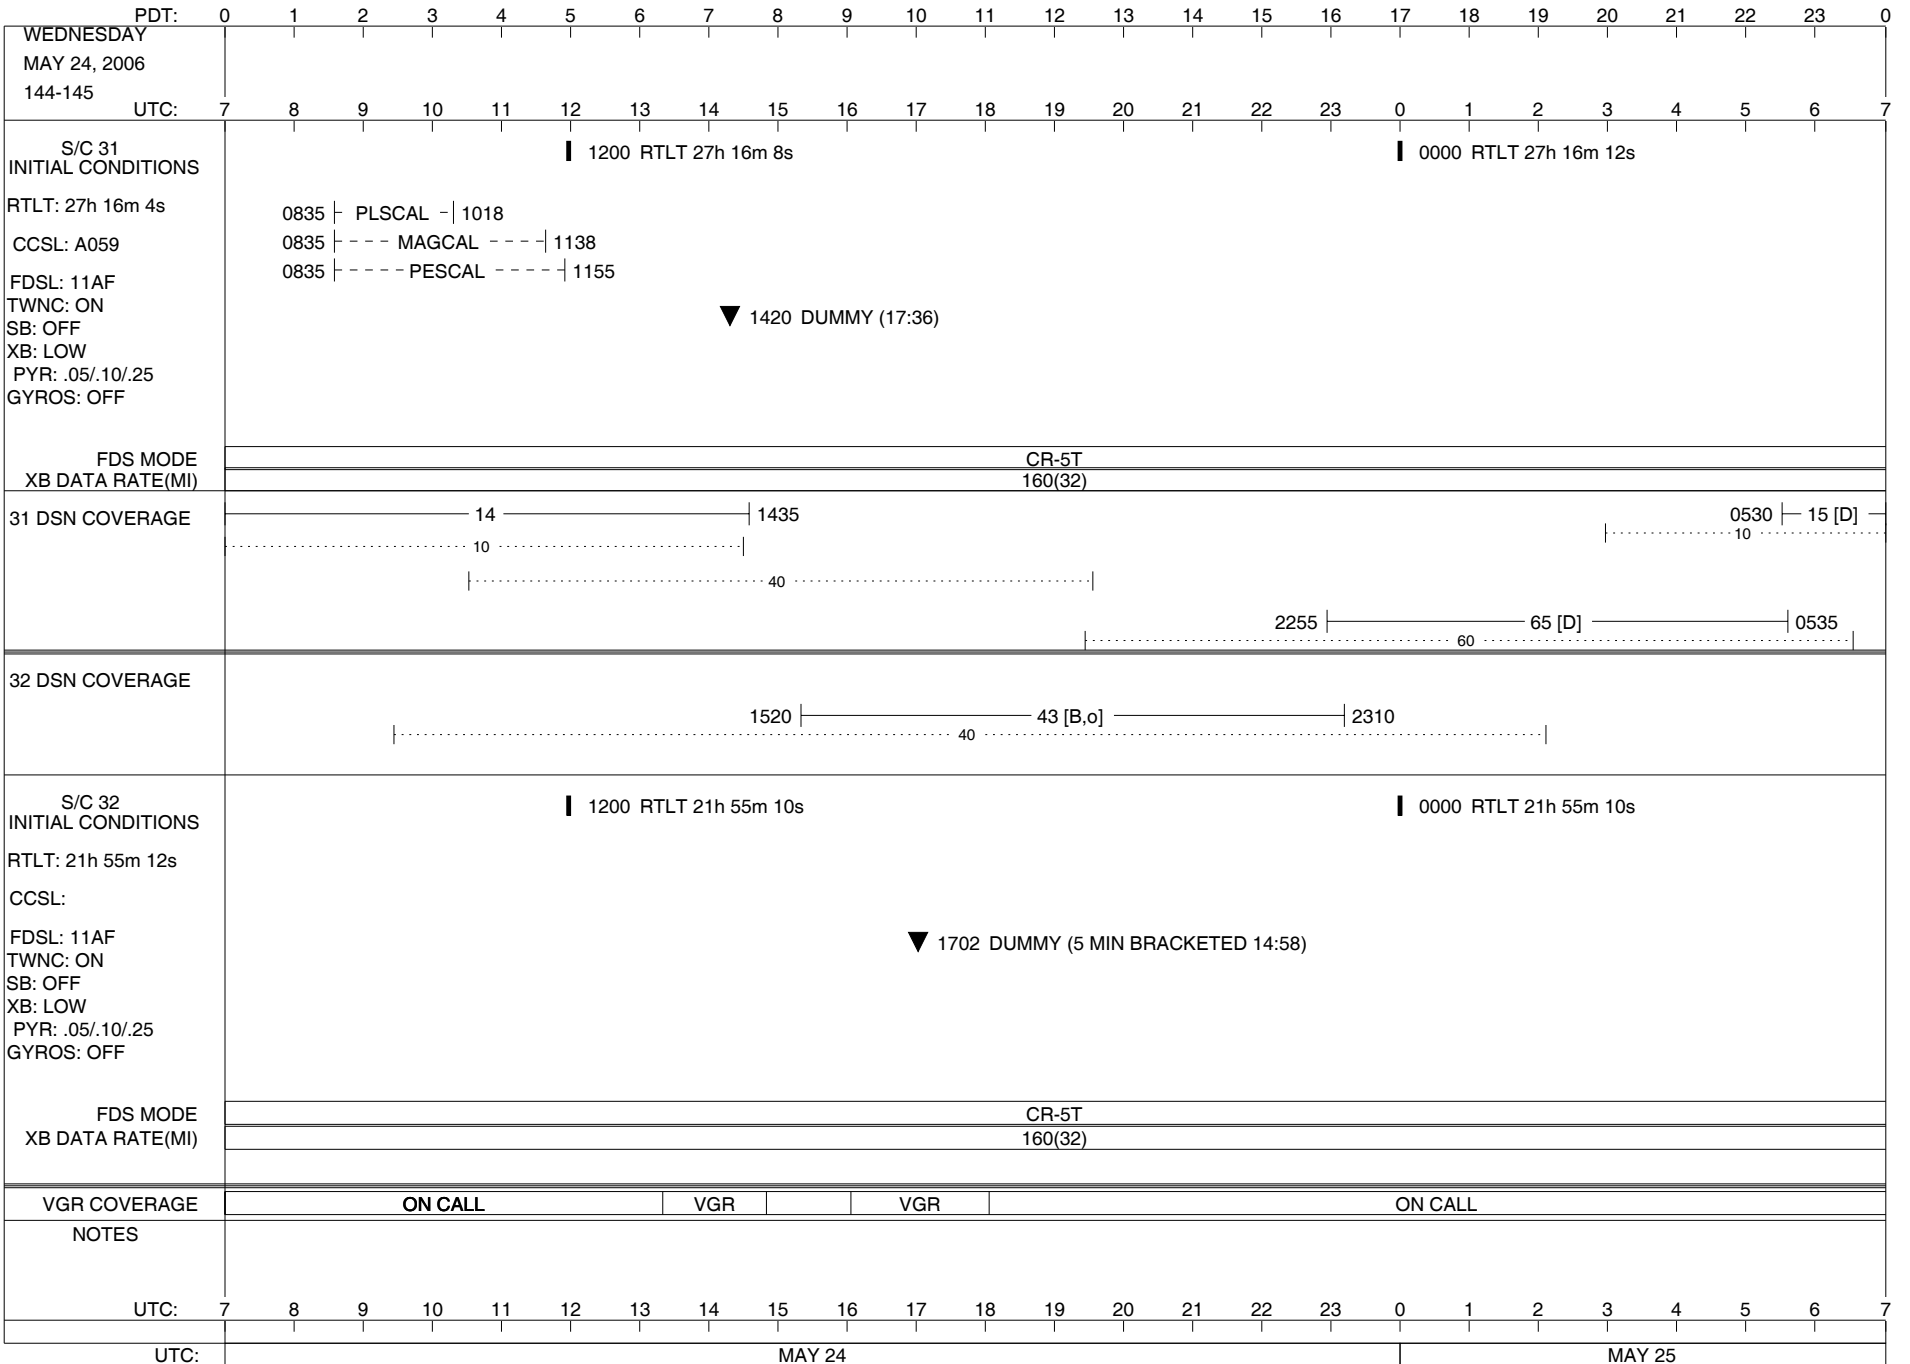 PDT: 0 1 2 3 4 5 6 7 8 9 10 11 12 13 14 15 16 17 18 19 20 21 22 23 0
WEDNESDAY
MAY 24, 2006
144-145
UTC: 7 8 9 10 11 12 13 14 15 16 17 18 19 20 21 22 23 0 1 2 3 4 5 6 7
S/C 31
INITIAL CONDITIONS
1200 RTLT 27h 16m 8s
0000 RTLT 27h 16m 12s
RTLT: 27h 16m 4s
0835 PLSCAL 1018
CCSL: A059
0835 MAGCAL 1138
0835 PESCAL 1155
FDSL: 11AF
TWNC: ON
1420 DUMMY (17:36)
SB: OFF
XB: LOW
PYR: .05/.10/.25
GYROS: OFF
FDS MODE CR-5T
XB DATA RATE(MI) 160(32)
31 DSN COVERAGE 14 1435 0530 15 [D]
10 10
40
2255 65 [D] 0535
60
32 DSN COVERAGE
1520 43 [B,o] 2310
40
S/C 32
INITIAL CONDITIONS
1200 RTLT 21h 55m 10s
0000 RTLT 21h 55m 10s
RTLT: 21h 55m 12s
CCSL:
FDSL: 11AF
1702 DUMMY (5 MIN BRACKETED 14:58)
TWNC: ON
SB: OFF
XB: LOW
PYR: .05/.10/.25
GYROS: OFF
FDS MODE CR-5T
XB DATA RATE(MI) 160(32)
VGR COVERAGE ON CALL VGR VGR ON CALL
NOTES
UTC: 7 8 9 10 11 12 13 14 15 16 17 18 19 20 21 22 23 0 1 2 3 4 5 6 7
UTC: MAY 24 MAY 25